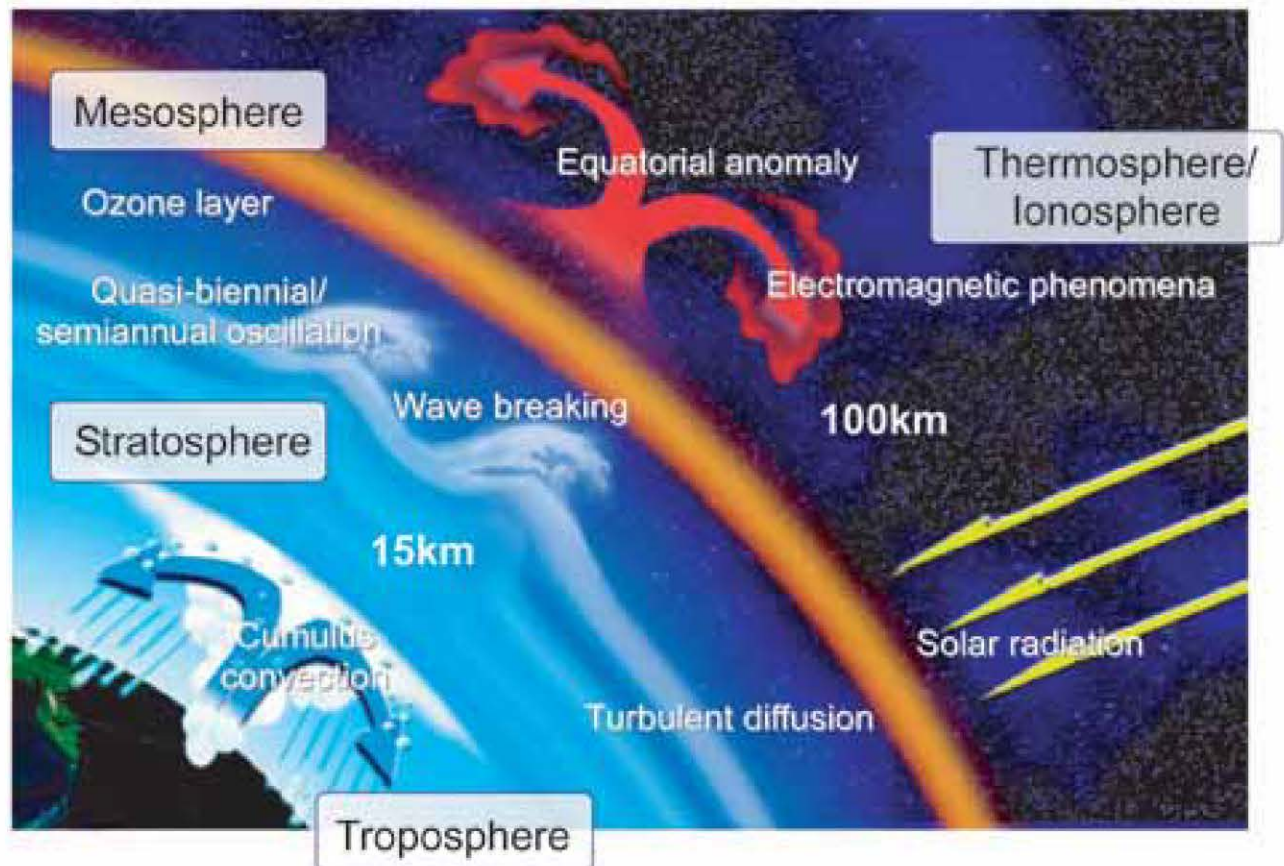 Mesosphere
Equatorial anomaly
Thermosphere/
Ionosphere
Ozone layer
Quasi-biennial/
semiannual oscillation
Electromagnetic phenomena
Wave breaking
100km
Stratosphere
15km
Cumulus
convection
Solar radiation
Turbulent diffusion
Troposphere